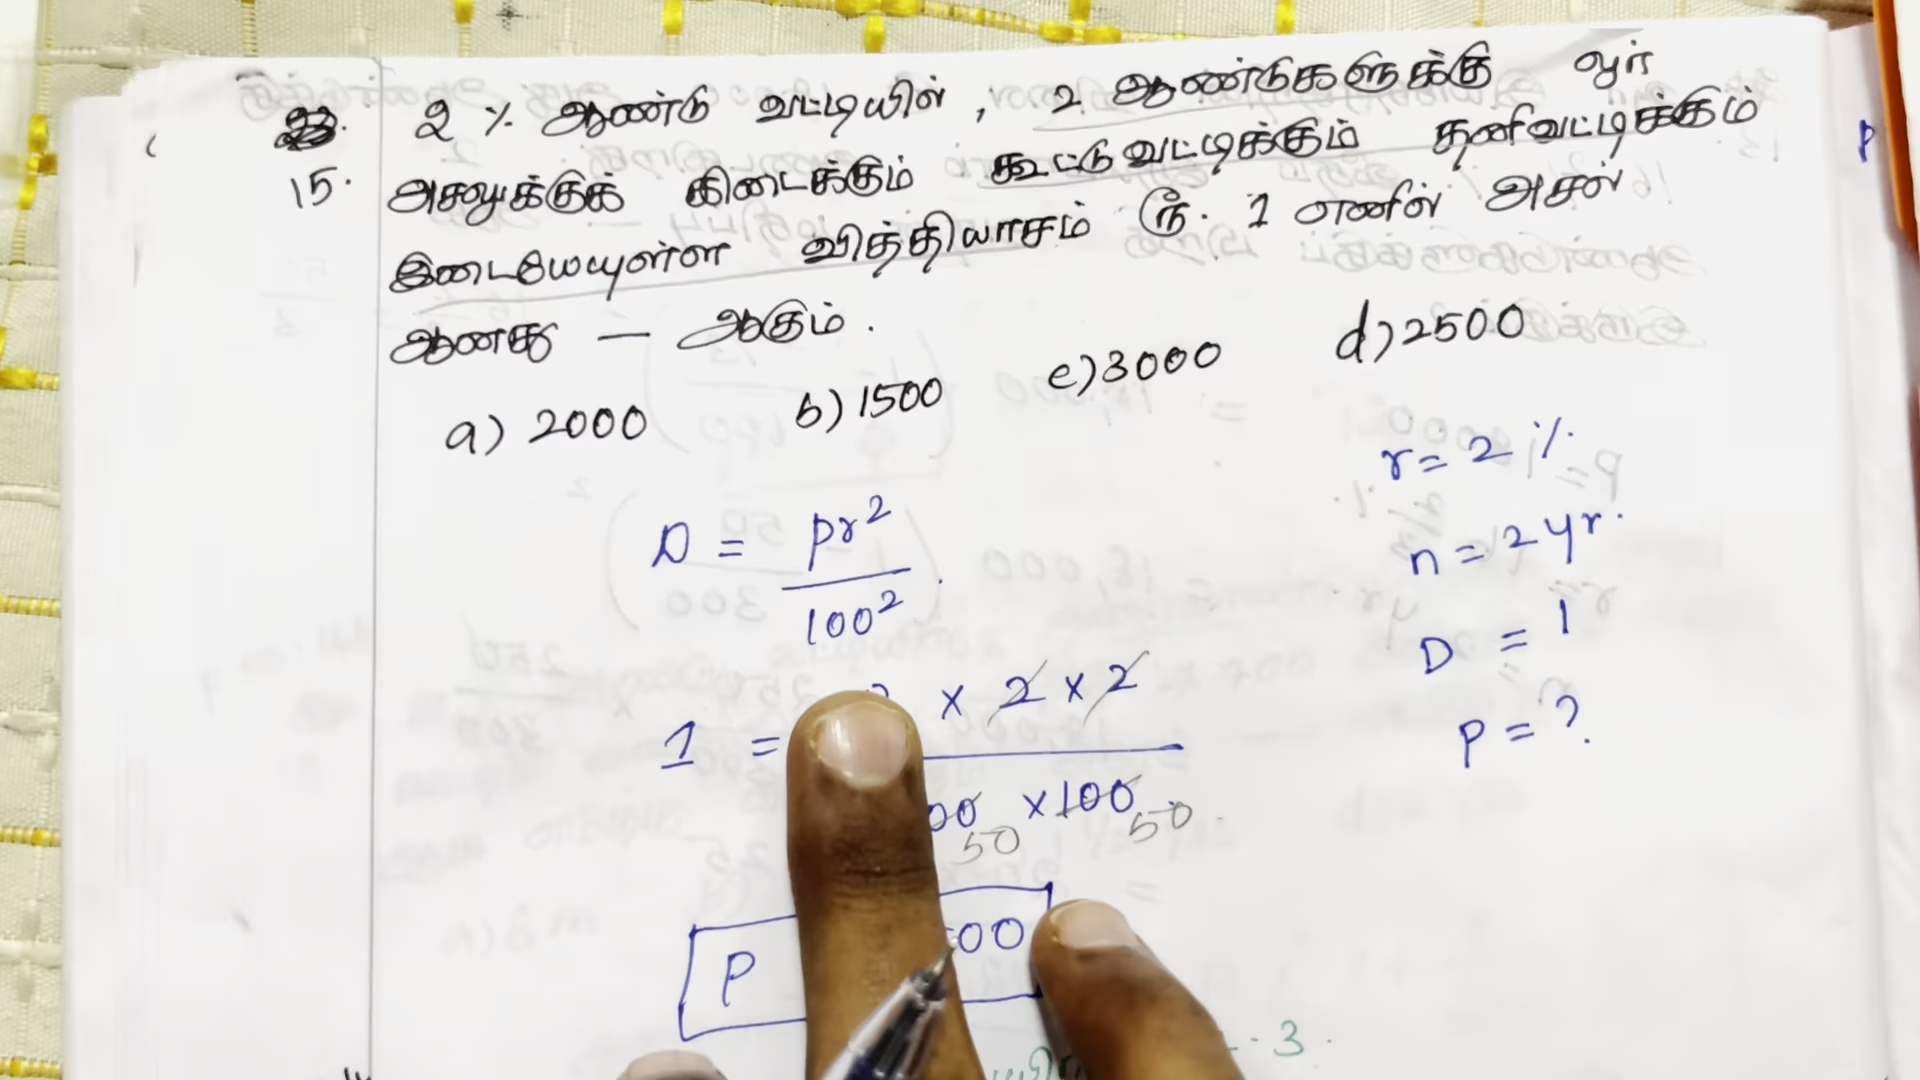 15. 2 % ஆண்டு வட்டியில், 2 ஆண்டுகளுக்கு ஓர்
அசலுக்குக் கிடைக்கும் கூட்டுவட்டிக்கும் தனிவட்டிக்கும்
இடையேயுள்ள வித்தியாசம் ரூ. 1 எனில் அசல்
ஆனது — ஆகும்.
a) 2000 b) 1500 c) 3000 d) 2500
r = 2 %
n = 2 yr.
D = 1
P = ?
D = pr² / 100².
1 = × 2 × 2
× 100
50 50
P